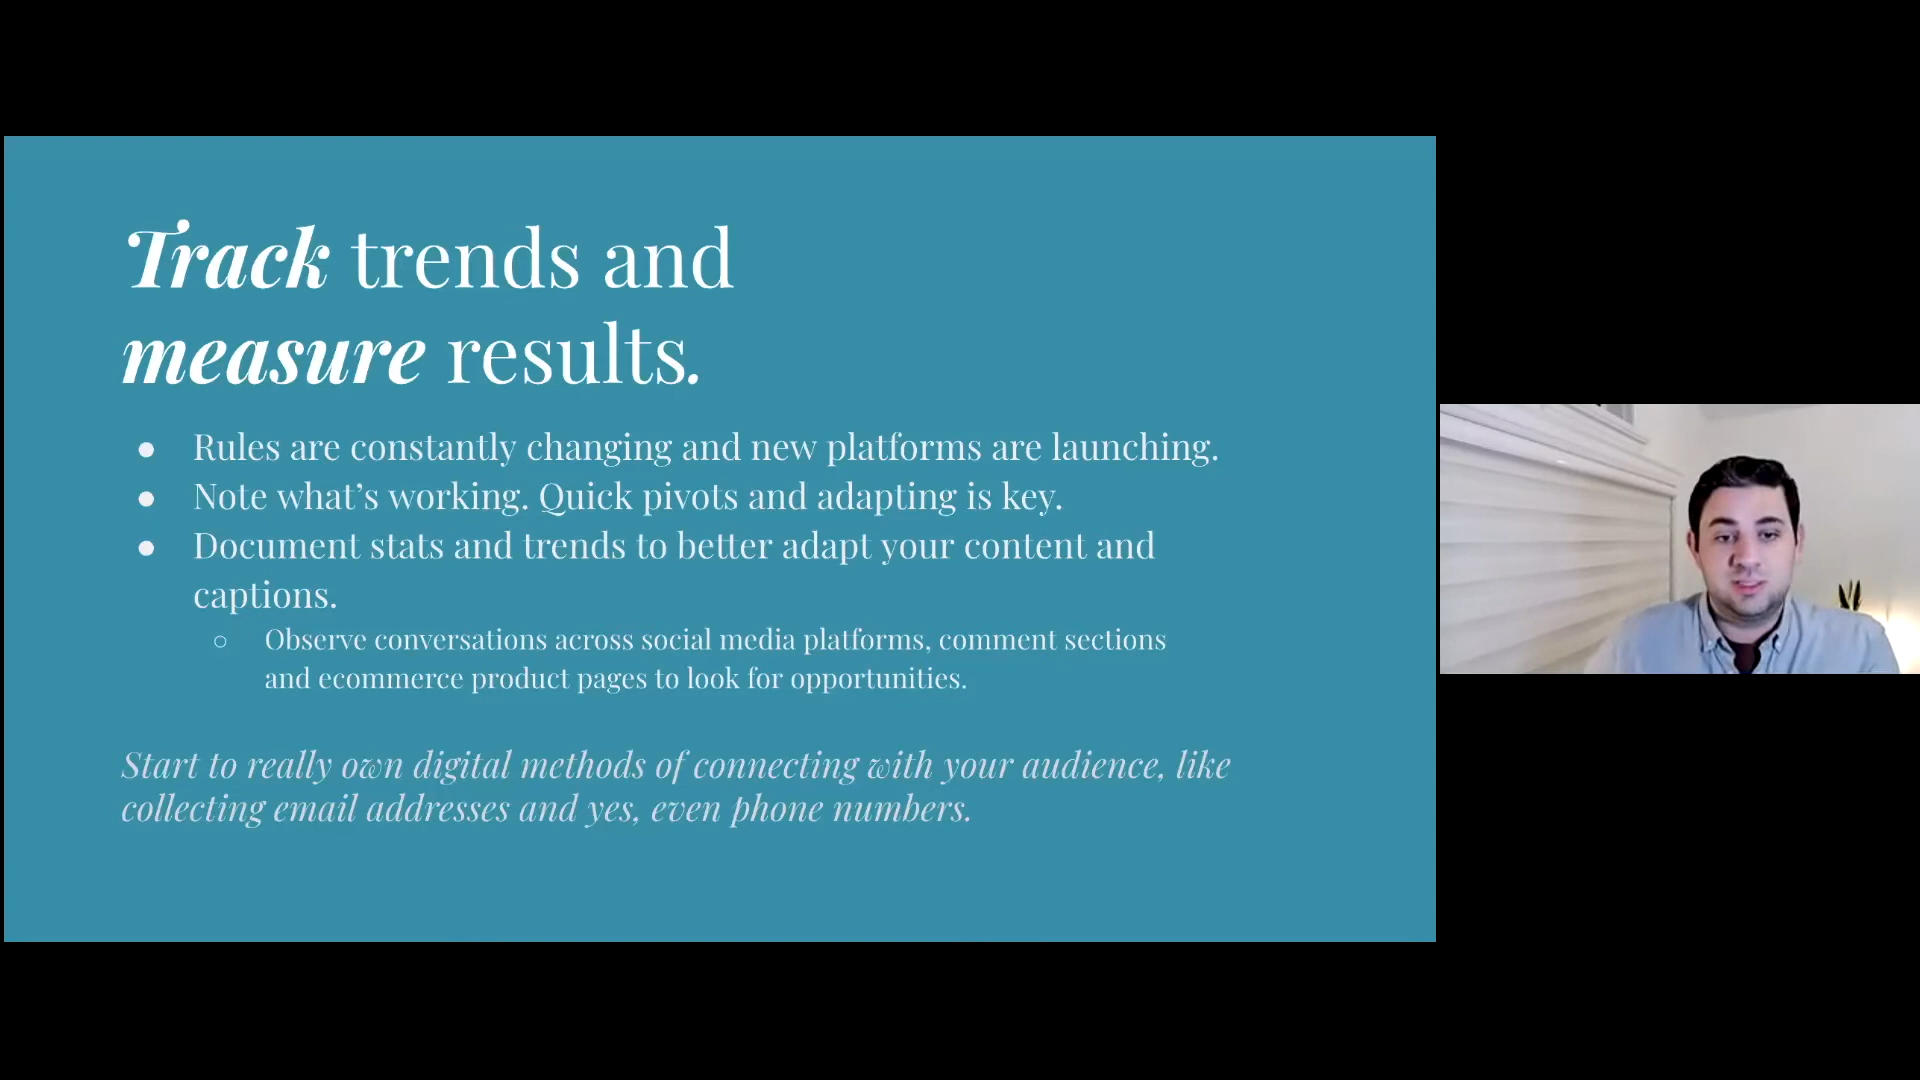 Track trends and
measure results.
● Rules are constantly changing and new platforms are launching.
● Note what’s working. Quick pivots and adapting is key.
● Document stats and trends to better adapt your content and
captions.
○ Observe conversations across social media platforms, comment sections
and ecommerce product pages to look for opportunities.
Start to really own digital methods of connecting with your audience, like
collecting email addresses and yes, even phone numbers.